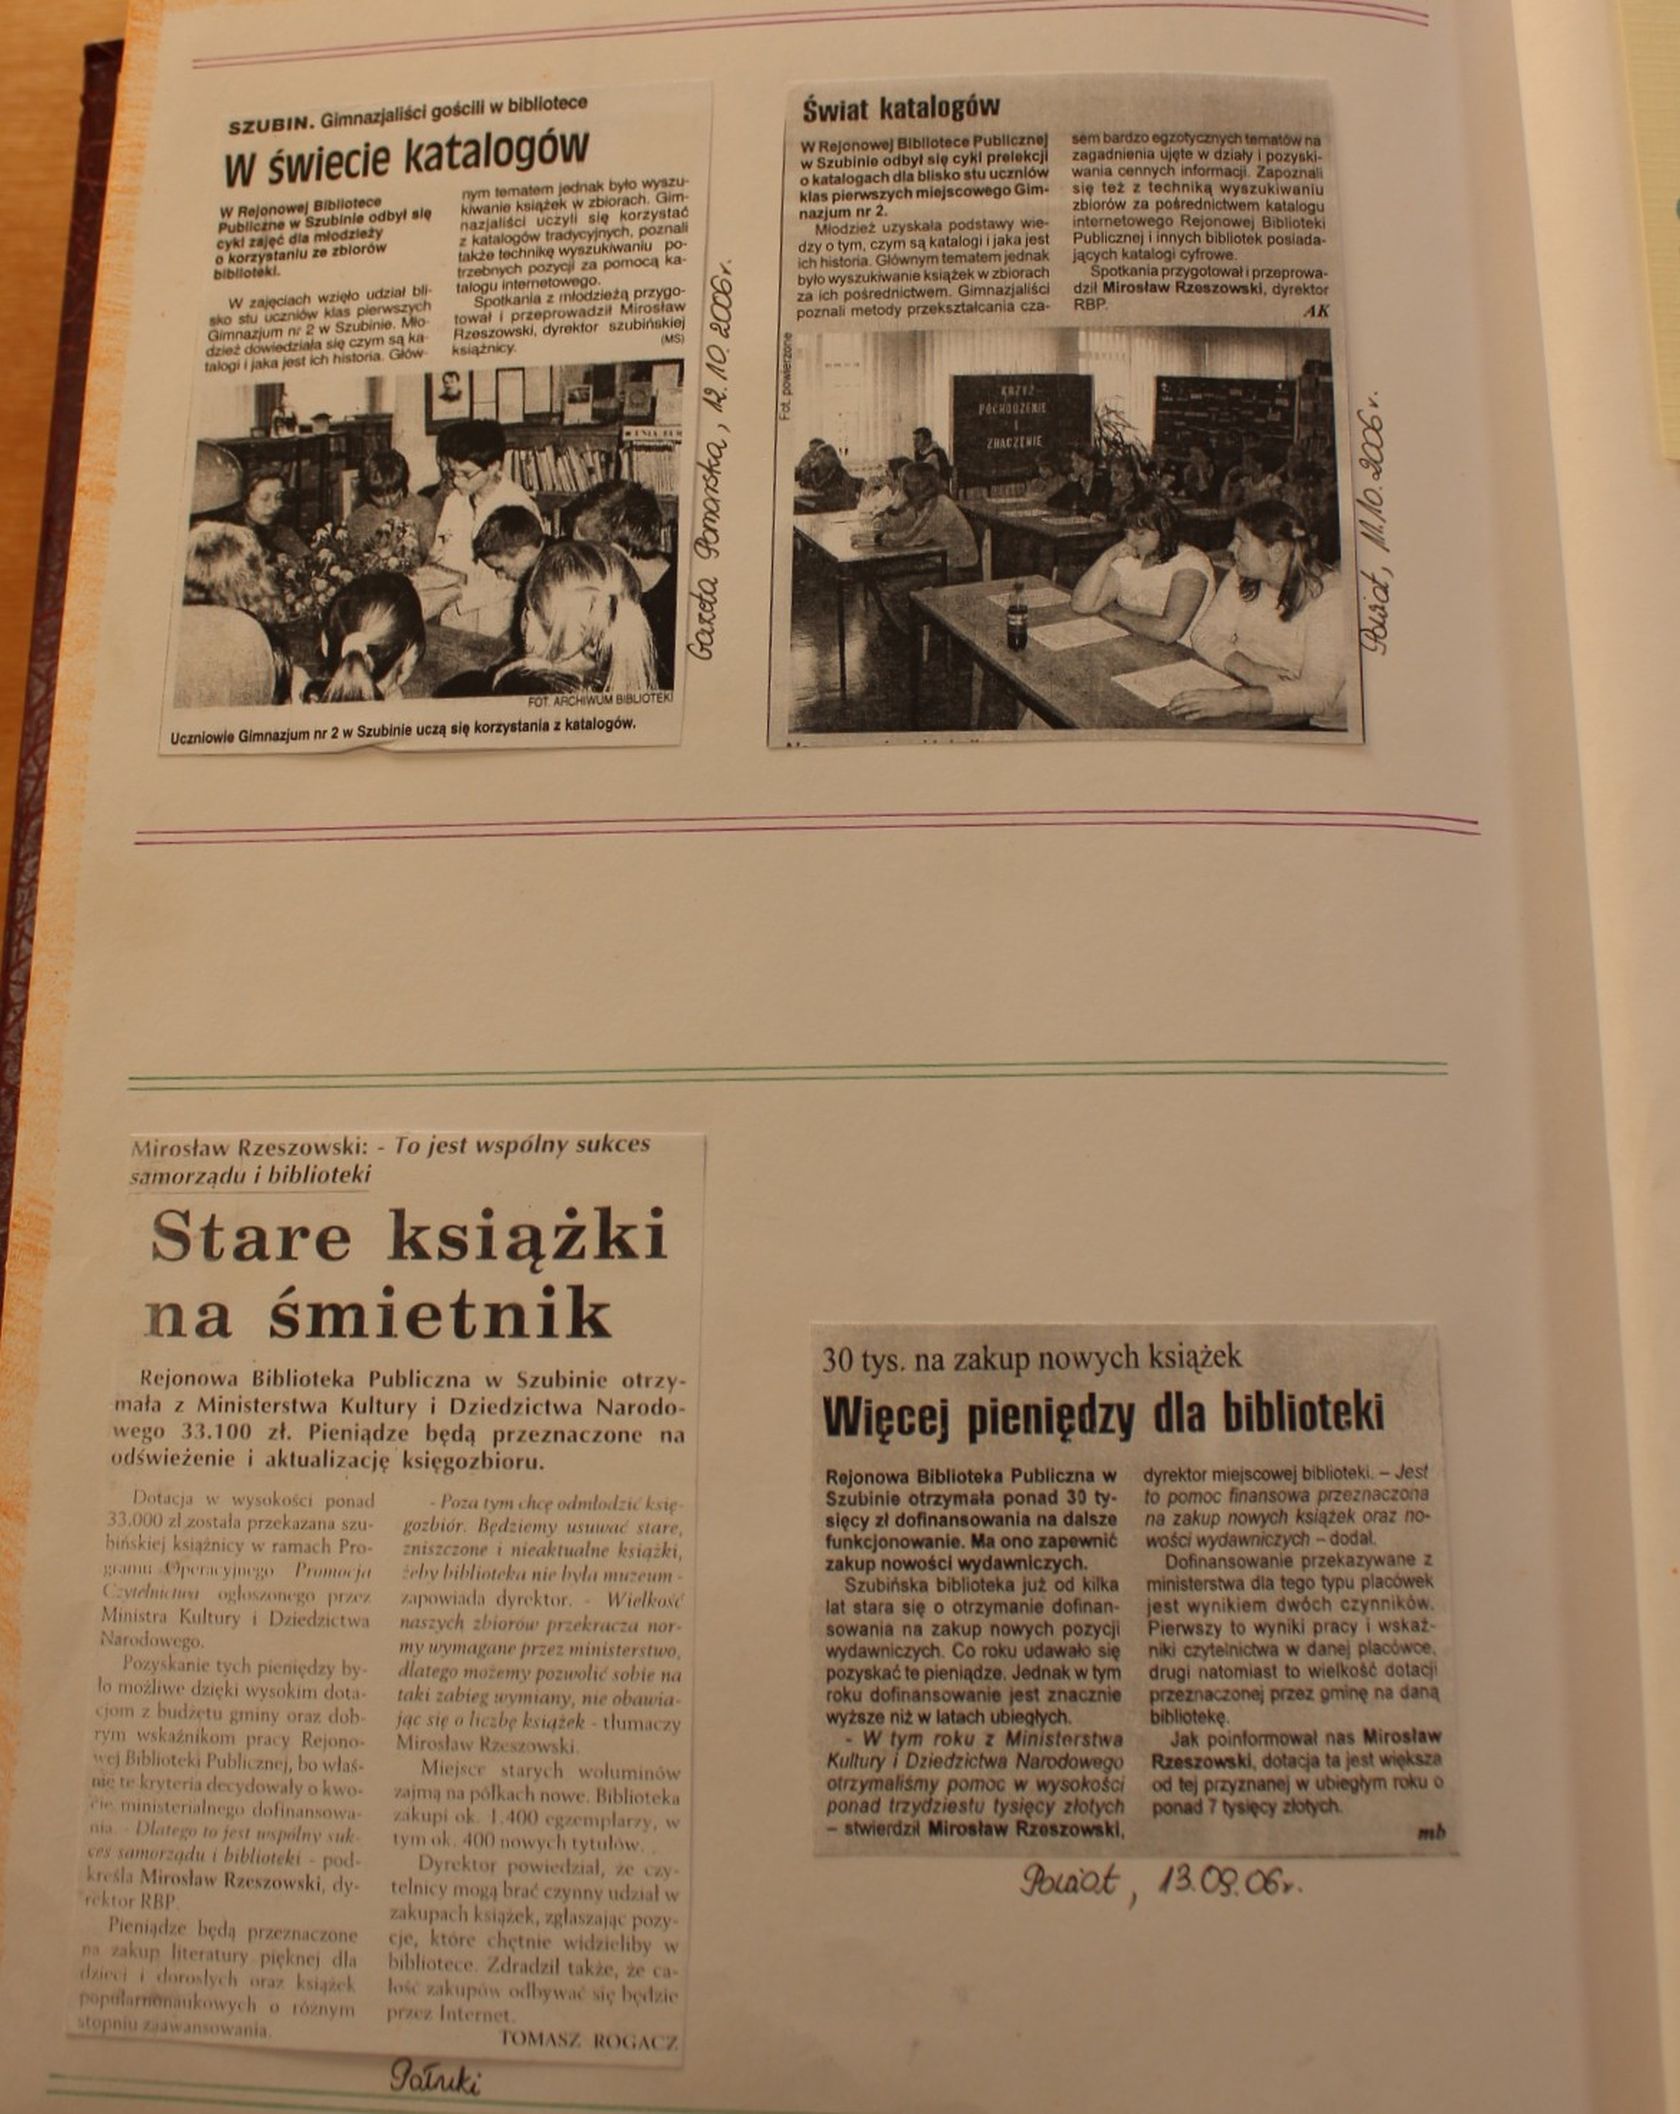 SZUBIN. Gimnazjaliści gościli w bibliotece
W świecie katalogów
W Rejonowej Bibliotece
Publiczne w Szubinie odbył się
cykl zajęć dla młodzieży
o korzystaniu ze zbiorów
biblioteki.
W zajęciach wzięło udział bli-
sko stu uczniów klas pierwszych
Gimnazjum nr 2 w Szubinie. Mło-
dzież dowiedziała się czym są ka-
talogi i jaka jest ich historia. Głów-
nym tematem jednak było wyszu-
kiwanie książek w zbiorach. Gim-
nazjaliści uczyli się korzystać
z katalogów tradycyjnych, poznali
także technikę wyszukiwaniu po-
trzebnych pozycji za pomocą ka-
talogu internetowego.
Spotkania z młodzieżą przygo-
tował i przeprowadził Mirosław
Rzeszowski, dyrektor szubińskiej
książnicy.
(MS)
FOT. ARCHIWUM BIBLIOTEKI
Uczniowie Gimnazjum nr 2 w Szubinie uczą się korzystania z katalogów.
Gazeta Pomorska, 12.10.2006r.
Świat katalogów
W Rejonowej Bibliotece Publicznej
w Szubinie odbył się cykl prelekcji
o katalogach dla blisko stu uczniów
klas pierwszych miejscowego Gim-
nazjum nr 2.
Młodzież uzyskała podstawy wie-
dzy o tym, czym są katalogi i jaka jest
ich historia. Głównym tematem jednak
było wyszukiwanie książek w zbiorach
za ich pośrednictwem. Gimnazjaliści
poznali metody przekształcania cza-
sem bardzo egzotycznych tematów na
zagadnienia ujęte w działy i pozyski-
wania cennych informacji. Zapoznali
się też z techniką wyszukiwaniu
zbiorów za pośrednictwem katalogu
internetowego Rejonowej Biblioteki
Publicznej i innych bibliotek posiada-
jących katalogi cyfrowe.
Spotkania przygotował i przeprowa-
dził Mirosław Rzeszowski, dyrektor
RBP.
AK
Fot. powierzone
KRZYŻ
POCHODZENIE
I
ZNACZENIE
Powiat, 11.10.2006r.
Mirosław Rzeszowski: - To jest wspólny sukces
samorządu i biblioteki
Stare książki
na śmietnik
Rejonowa Biblioteka Publiczna w Szubinie otrzy-
mała z Ministerstwa Kultury i Dziedzictwa Narodo-
wego 33.100 zł. Pieniądze będą przeznaczone na
odświeżenie i aktualizację księgozbioru.
Dotacja w wysokości ponad
33.000 zł została przekazana szu-
bińskiej książnicy w ramach Pro-
gramu Operacyjnego Promocja
Czytelnictwa ogłoszonego przez
Ministra Kultury i Dziedzictwa
Narodowego.
Pozyskanie tych pieniędzy by-
ło możliwe dzięki wysokim dota-
cjom z budżetu gminy oraz dob-
rym wskaźnikom pracy Rejono-
wej Biblioteki Publicznej, bo właś-
nie te kryteria decydowały o kwo-
cie ministerialnego dofinansowa-
nia. - Dlatego to jest wspólny suk-
ces samorządu i biblioteki - pod-
kreśla Mirosław Rzeszowski, dy-
rektor RBP.
Pieniądze będą przeznaczone
na zakup literatury pięknej dla
dzieci i dorosłych oraz książek
popularnonaukowych o różnym
stopniu zaawansowania.
- Poza tym chcę odmłodzić księ-
gozbiór. Będziemy usuwać stare,
zniszczone i nieaktualne książki,
żeby biblioteka nie była muzeum -
zapowiada dyrektor. - Wielkość
naszych zbiorów przekracza nor-
my wymagane przez ministerstwo,
dlatego możemy pozwolić sobie na
taki zabieg wymiany, nie obawia-
jąc się o liczbę książek - tłumaczy
Mirosław Rzeszowski.
Miejsce starych woluminów
zajmą na półkach nowe. Biblioteka
zakupi ok. 1.400 egzemplarzy, w
tym ok. 400 nowych tytułów.
Dyrektor powiedział, że czy-
telnicy mogą brać czynny udział w
zakupach książek, zgłaszając pozy-
cje, które chętnie widzieliby w
bibliotece. Zdradził także, że ca-
łość zakupów odbywać się będzie
przez Internet.
TOMASZ ROGACZ
Pałuki
30 tys. na zakup nowych książek
Więcej pieniędzy dla biblioteki
Rejonowa Biblioteka Publiczna w
Szubinie otrzymała ponad 30 ty-
sięcy zł dofinansowania na dalsze
funkcjonowanie. Ma ono zapewnić
zakup nowości wydawniczych.
Szubińska biblioteka już od kilka
lat stara się o otrzymanie dofinan-
sowania na zakup nowych pozycji
wydawniczych. Co roku udawało się
pozyskać te pieniądze. Jednak w tym
roku dofinansowanie jest znacznie
wyższe niż w latach ubiegłych.
- W tym roku z Ministerstwa
Kultury i Dziedzictwa Narodowego
otrzymaliśmy pomoc w wysokości
ponad trzydziestu tysięcy złotych
– stwierdził Mirosław Rzeszowski,
dyrektor miejscowej biblioteki. – Jest
to pomoc finansowa przeznaczona
na zakup nowych książek oraz no-
wości wydawniczych – dodał.
Dofinansowanie przekazywane z
ministerstwa dla tego typu placówek
jest wynikiem dwóch czynników.
Pierwszy to wyniki pracy i wskaź-
niki czytelnictwa w danej placówce,
drugi natomiast to wielkość dotacji
przeznaczonej przez gminę na daną
bibliotekę.
Jak poinformował nas Mirosław
Rzeszowski, dotacja ta jest większa
od tej przyznanej w ubiegłym roku o
ponad 7 tysięcy złotych.
mb
Powiat, 13.09.06r.